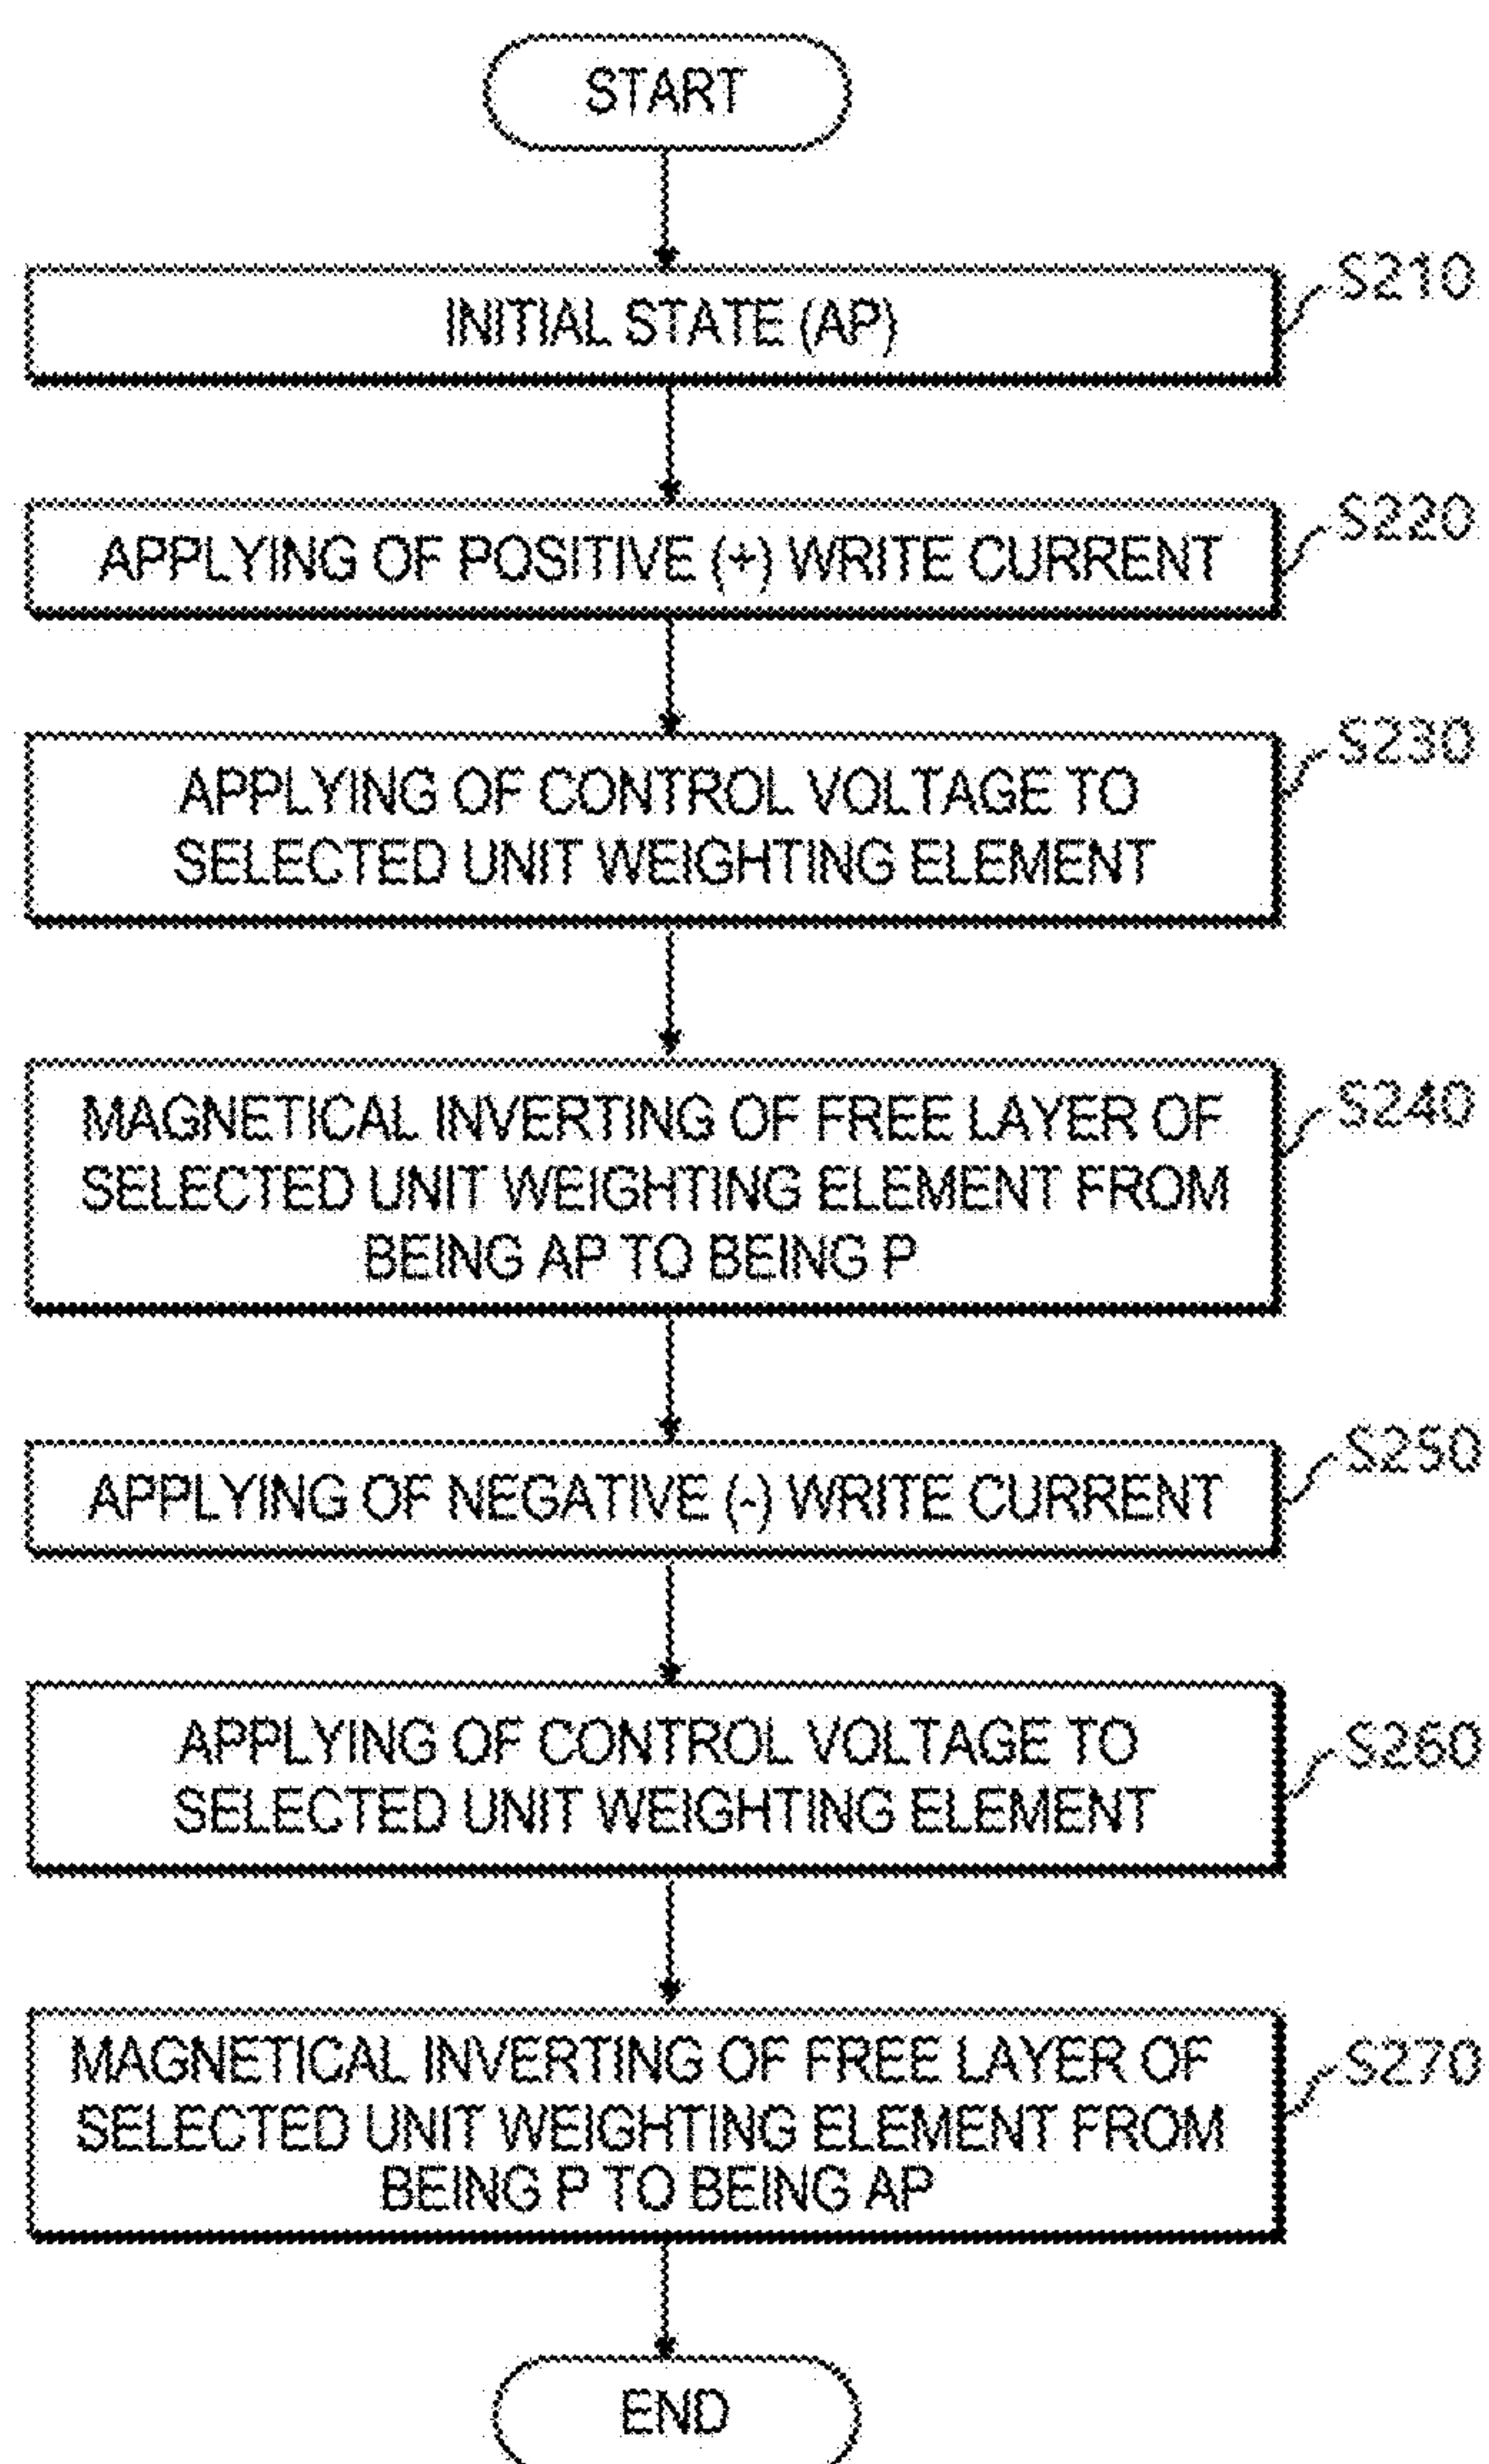 START
INITIAL STATE (AP)
S210
APPLYING OF POSITIVE (+) WRITE CURRENT
S220
APPLYING OF CONTROL VOLTAGE TO
SELECTED UNIT WEIGHTING ELEMENT
S230
MAGNETICAL INVERTING OF FREE LAYER OF
SELECTED UNIT WEIGHTING ELEMENT FROM
BEING AP TO BEING P
S240
APPLYING OF NEGATIVE (-) WRITE CURRENT
S250
APPLYING OF CONTROL VOLTAGE TO
SELECTED UNIT WEIGHTING ELEMENT
S260
MAGNETICAL INVERTING OF FREE LAYER OF
SELECTED UNIT WEIGHTING ELEMENT FROM
BEING P TO BEING AP
S270
END